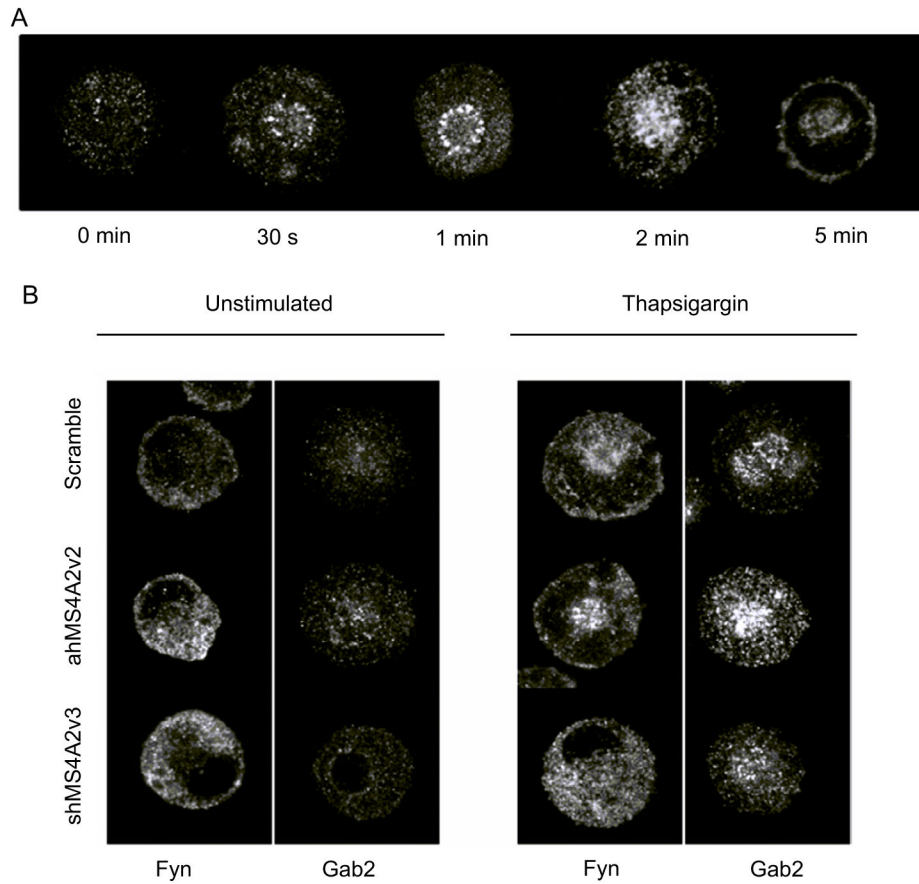 A
0 min 30 s 1 min 2 min 5 min
B
Unstimulated Thapsigargin
Scramble
ahMS4A2v2
shMS4A2v3
Fyn Gab2 Fyn Gab2